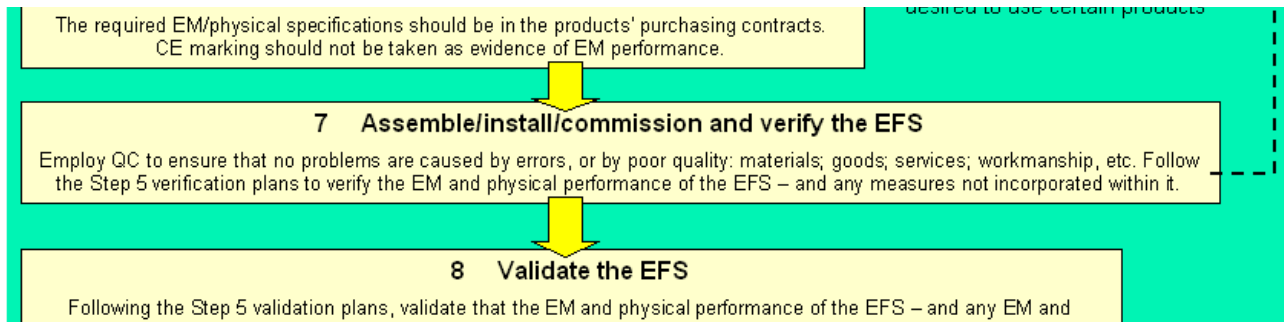 desired to use certain products
The required EM/physical specifications should be in the products' purchasing contracts.
CE marking should not be taken as evidence of EM performance.
7 Assemble/install/commission and verify the EFS
Employ QC to ensure that no problems are caused by errors, or by poor quality: materials; goods; services; workmanship, etc. Follow
the Step 5 verification plans to verify the EM and physical performance of the EFS – and any measures not incorporated within it.
8 Validate the EFS
Following the Step 5 validation plans, validate that the EM and physical performance of the EFS – and any EM and